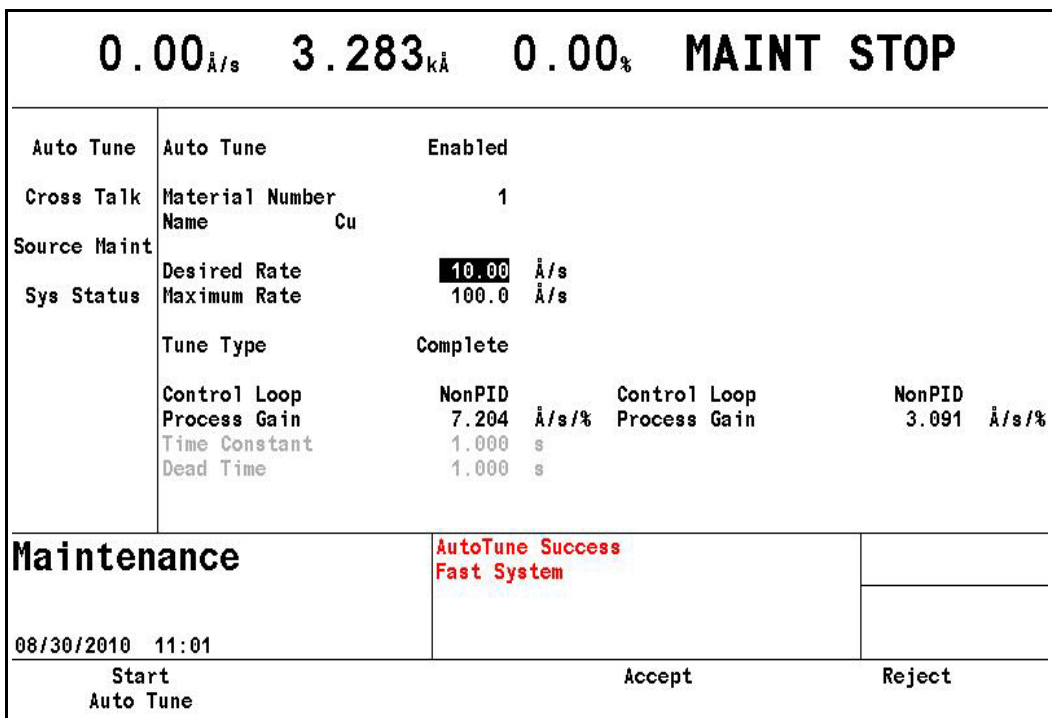 0.00Å/s 3.283kÅ 0.00% MAINT STOP
Auto Tune Auto Tune Enabled
Cross Talk Material Number 1
Name Cu
Source Maint
Desired Rate 10.00 Å/s
Sys Status Maximum Rate 100.0 Å/s
Tune Type Complete
Control Loop NonPID Control Loop NonPID
Process Gain 7.204 Å/s/% Process Gain 3.091 Å/s/%
Time Constant 1.000 s
Dead Time 1.000 s
Maintenance
AutoTune Success
Fast System
08/30/2010 11:01
Start Accept Reject
Auto Tune